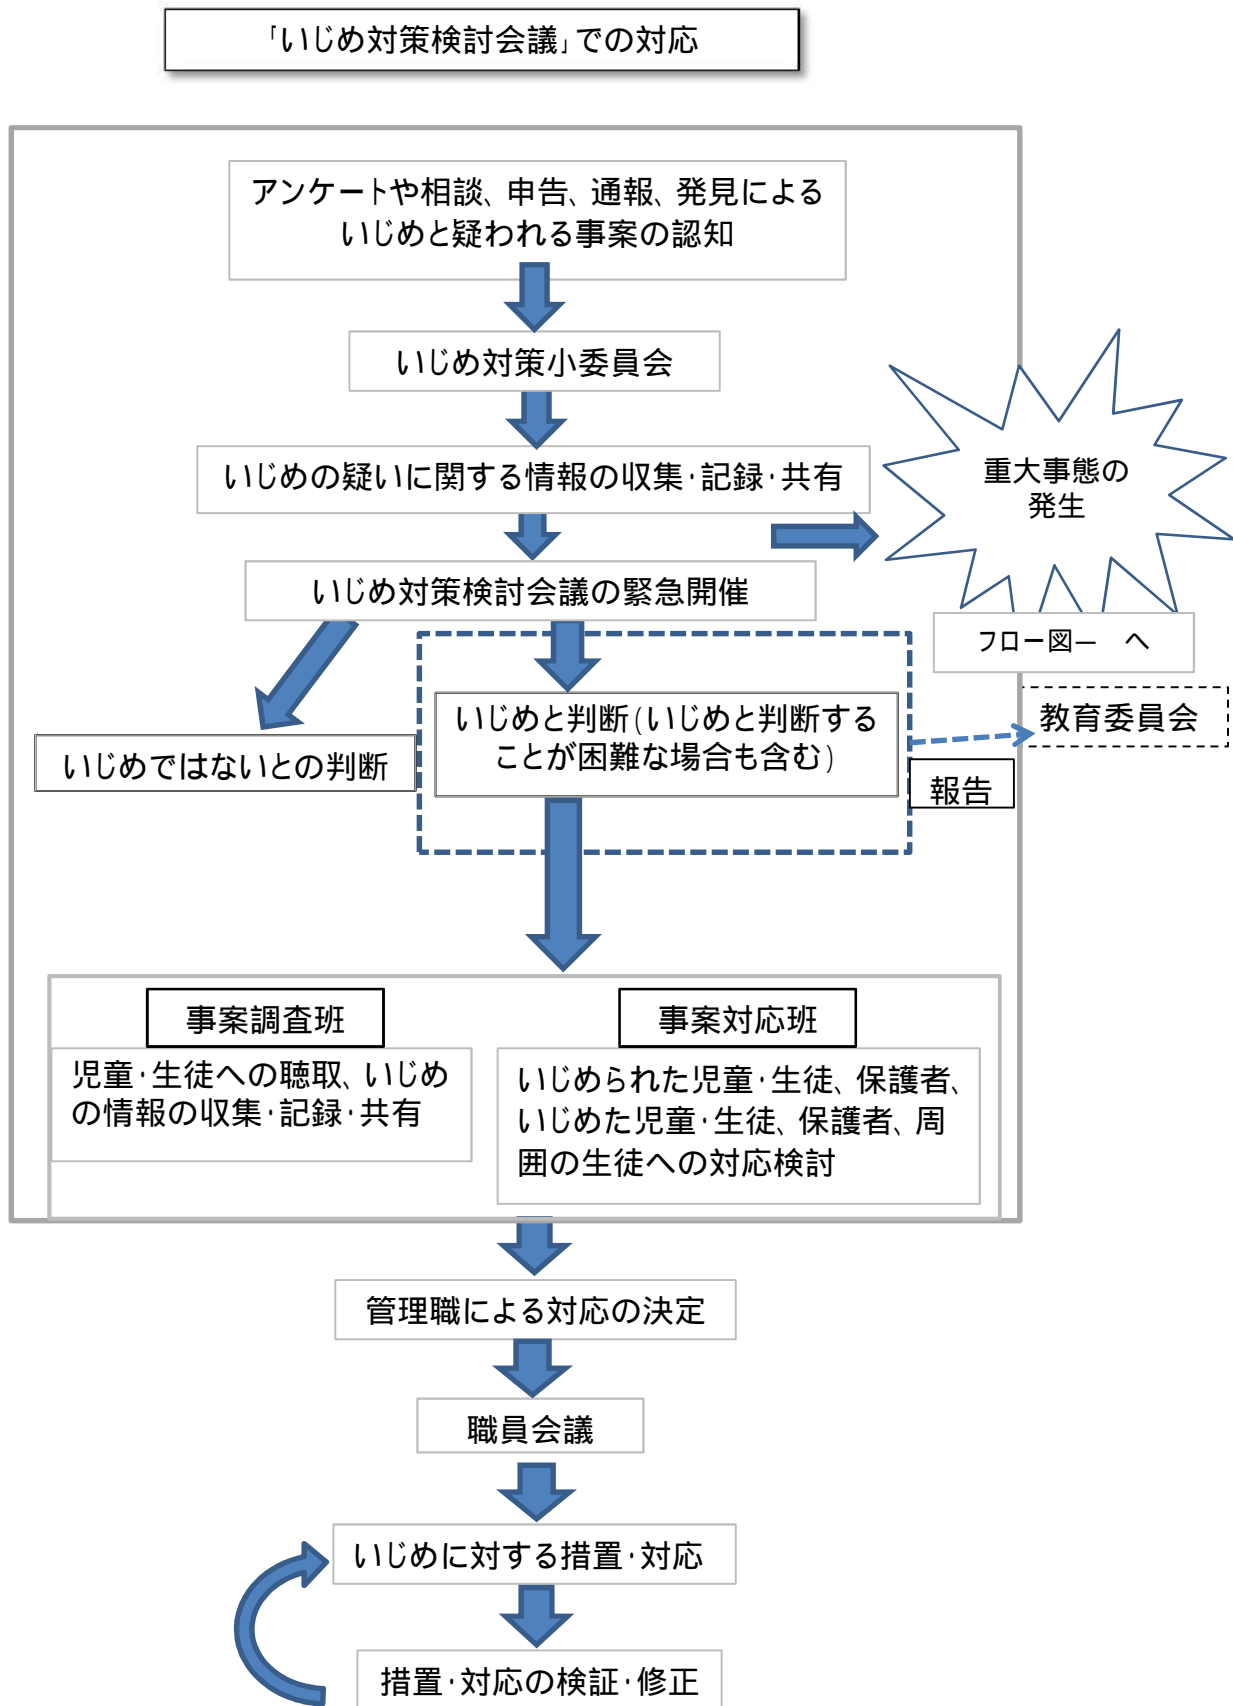 「いじめ対策検討会議」での対応
アンケートや相談、申告、通報、発見による
いじめと疑われる事案の認知
いじめ対策小委員会
いじめの疑いに関する情報の収集・記録・共有
重大事態の
発生
いじめ対策検討会議の緊急開催
フロー図―　へ
教育委員会
いじめと判断（いじめと判断する
ことが困難な場合も含む）
いじめではないとの判断
報告
事案調査班
児童・生徒への聴取、いじめ
の情報の収集・記録・共有
事案対応班
いじめられた児童・生徒、保護者、
いじめた児童・生徒、保護者、周
囲の生徒への対応検討
管理職による対応の決定
職員会議
いじめに対する措置・対応
措置・対応の検証・修正